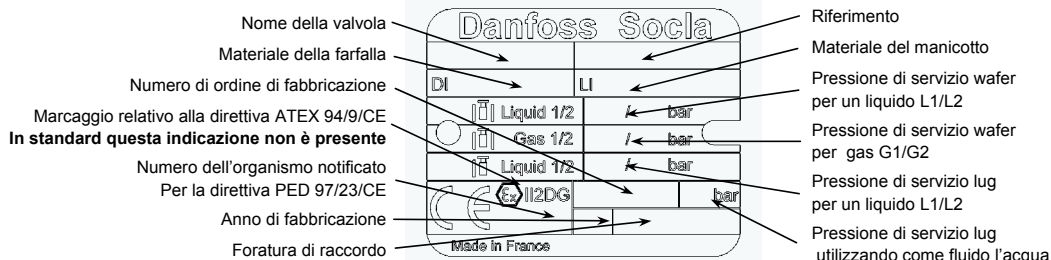 Nome della valvola
Materiale della farfalla
Numero di ordine di fabbricazione
Marcaggio relativo alla direttiva ATEX 94/9/CE
In standard questa indicazione non è presente
Numero dell'organismo notificato
Per la direttiva PED 97/23/CE
Anno di fabbricazione
Foratura di raccordo
Danfoss Socla
DI LI
Liquid 1/2 / bar
Gas 1/2 /
Liquid 1/2 / bar
CE Ex II2DG bar
Made in France
Riferimento
Materiale del manicotto
Pressione di servizio wafer
per un liquido L1/L2
Pressione di servizio wafer
per gas G1/G2
Pressione di servizio lug
per un liquido L1/L2
Pressione di servizio lug
utilizzando come fluido l'acqua